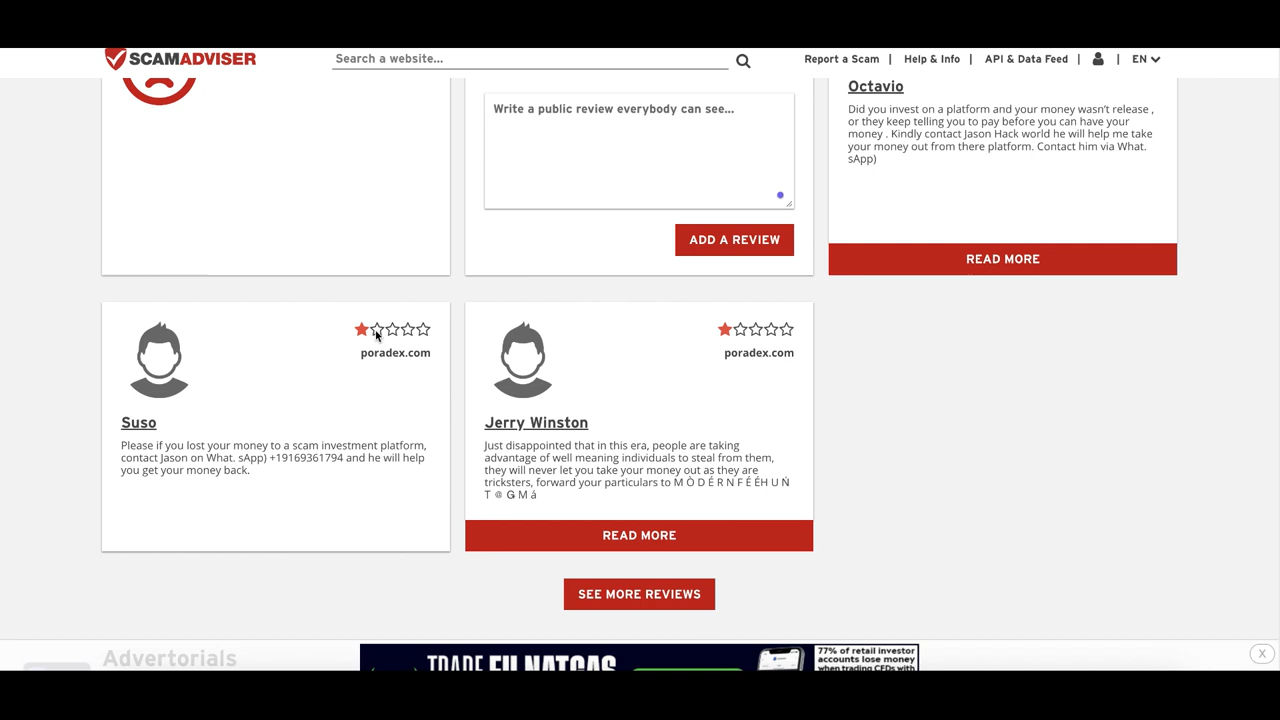 SCAMADVISER
Search a website...
Report a Scam | Help & Info | API & Data Feed | | EN
Write a public review everybody can see...
ADD A REVIEW
Octavio
Did you invest on a platform and your money wasn't release ,
or they keep telling you to pay before you can have your
money . Kindly contact Jason Hack world he will help me take
your money out from there platform. Contact him via What.
sApp)
READ MORE
poradex.com
Suso
Please if you lost your money to a scam investment platform,
contact Jason on What. sApp) +19169361794 and he will help
you get your money back.
poradex.com
Jerry Winston
Just disappointed that in this era, people are taking
advantage of well meaning individuals to steal from them,
they will never let you take your money out as they are
tricksters, forward your particulars to M Ò D É R N F É ÉH U Ň
T @ G M á
READ MORE
SEE MORE REVIEWS
Advertorials
TRADE
77% of retail investor
accounts lose money
when trading CFDs with
X